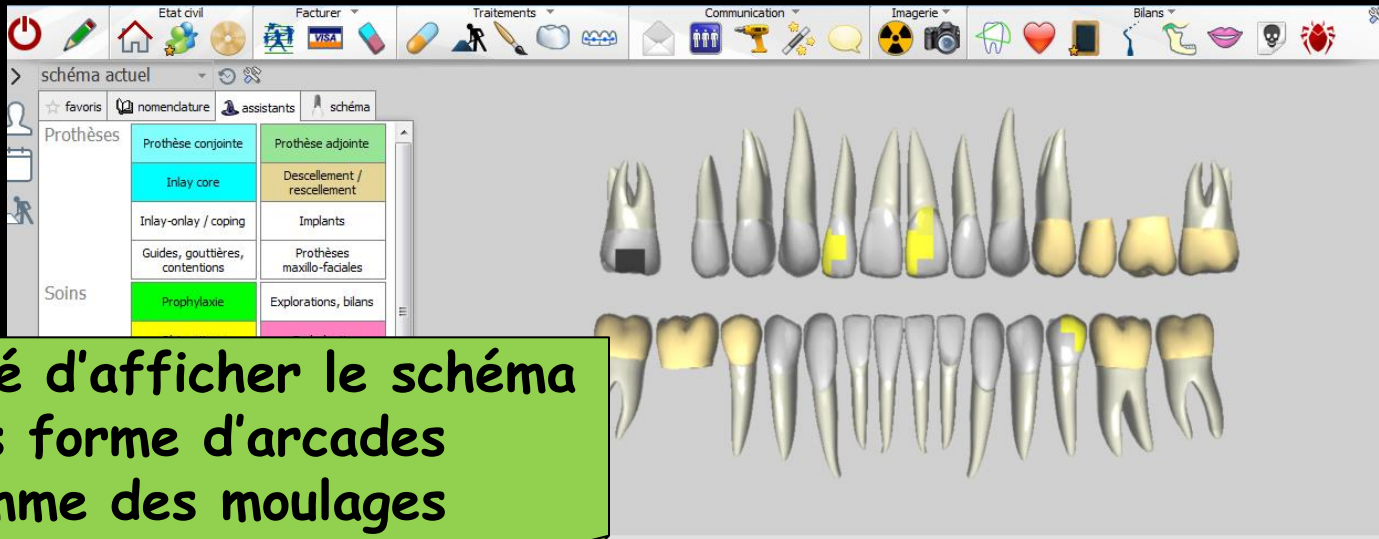 Etat civil
Facturer
Traitements
Communication
Imagerie
Bilans
VISA
schéma actuel
favoris
nomenclature
assistants
schéma
Prothèses
Prothèse conjointe
Prothèse adjointe
Inlay core
Descellement /
rescellement
Inlay-onlay / coping
Implants
Guides, gouttières,
contentions
Prothèses
maxillo-faciales
Soins
Prophylaxie
Explorations, bilans
d'afficher le schéma
forme d'arcades
des moulages